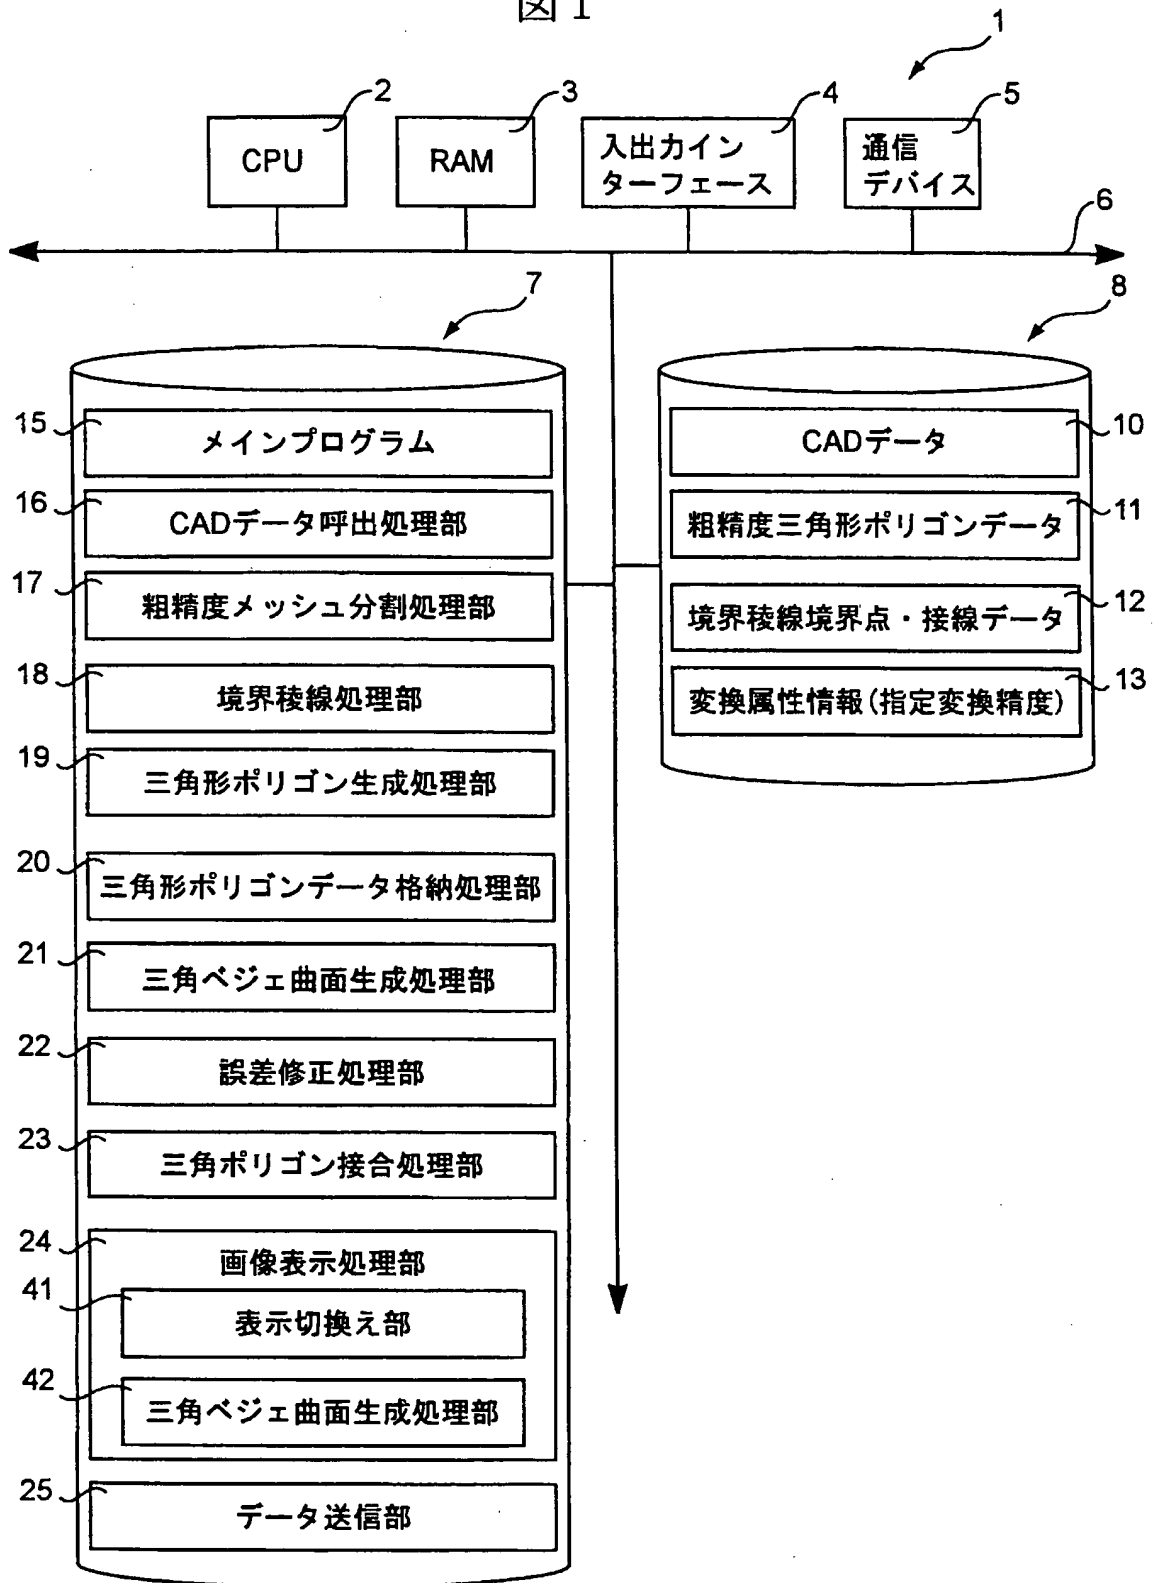 図1
1
2
3
4
5
CPU
RAM
入出力イン
ターフェース
通信
デバイス
6
7
8
15
メインプログラム
16
CADデータ呼出処理部
17
粗精度メッシュ分割処理部
18
境界稜線処理部
19
三角形ポリゴン生成処理部
20
三角形ポリゴンデータ格納処理部
21
三角ベジェ曲面生成処理部
22
誤差修正処理部
23
三角ポリゴン接合処理部
24
画像表示処理部
41
表示切換え部
42
三角ベジェ曲面生成処理部
25
データ送信部
CADデータ
10
粗精度三角形ポリゴンデータ
11
境界稜線境界点・接線データ
12
変換属性情報(指定変換精度)
13